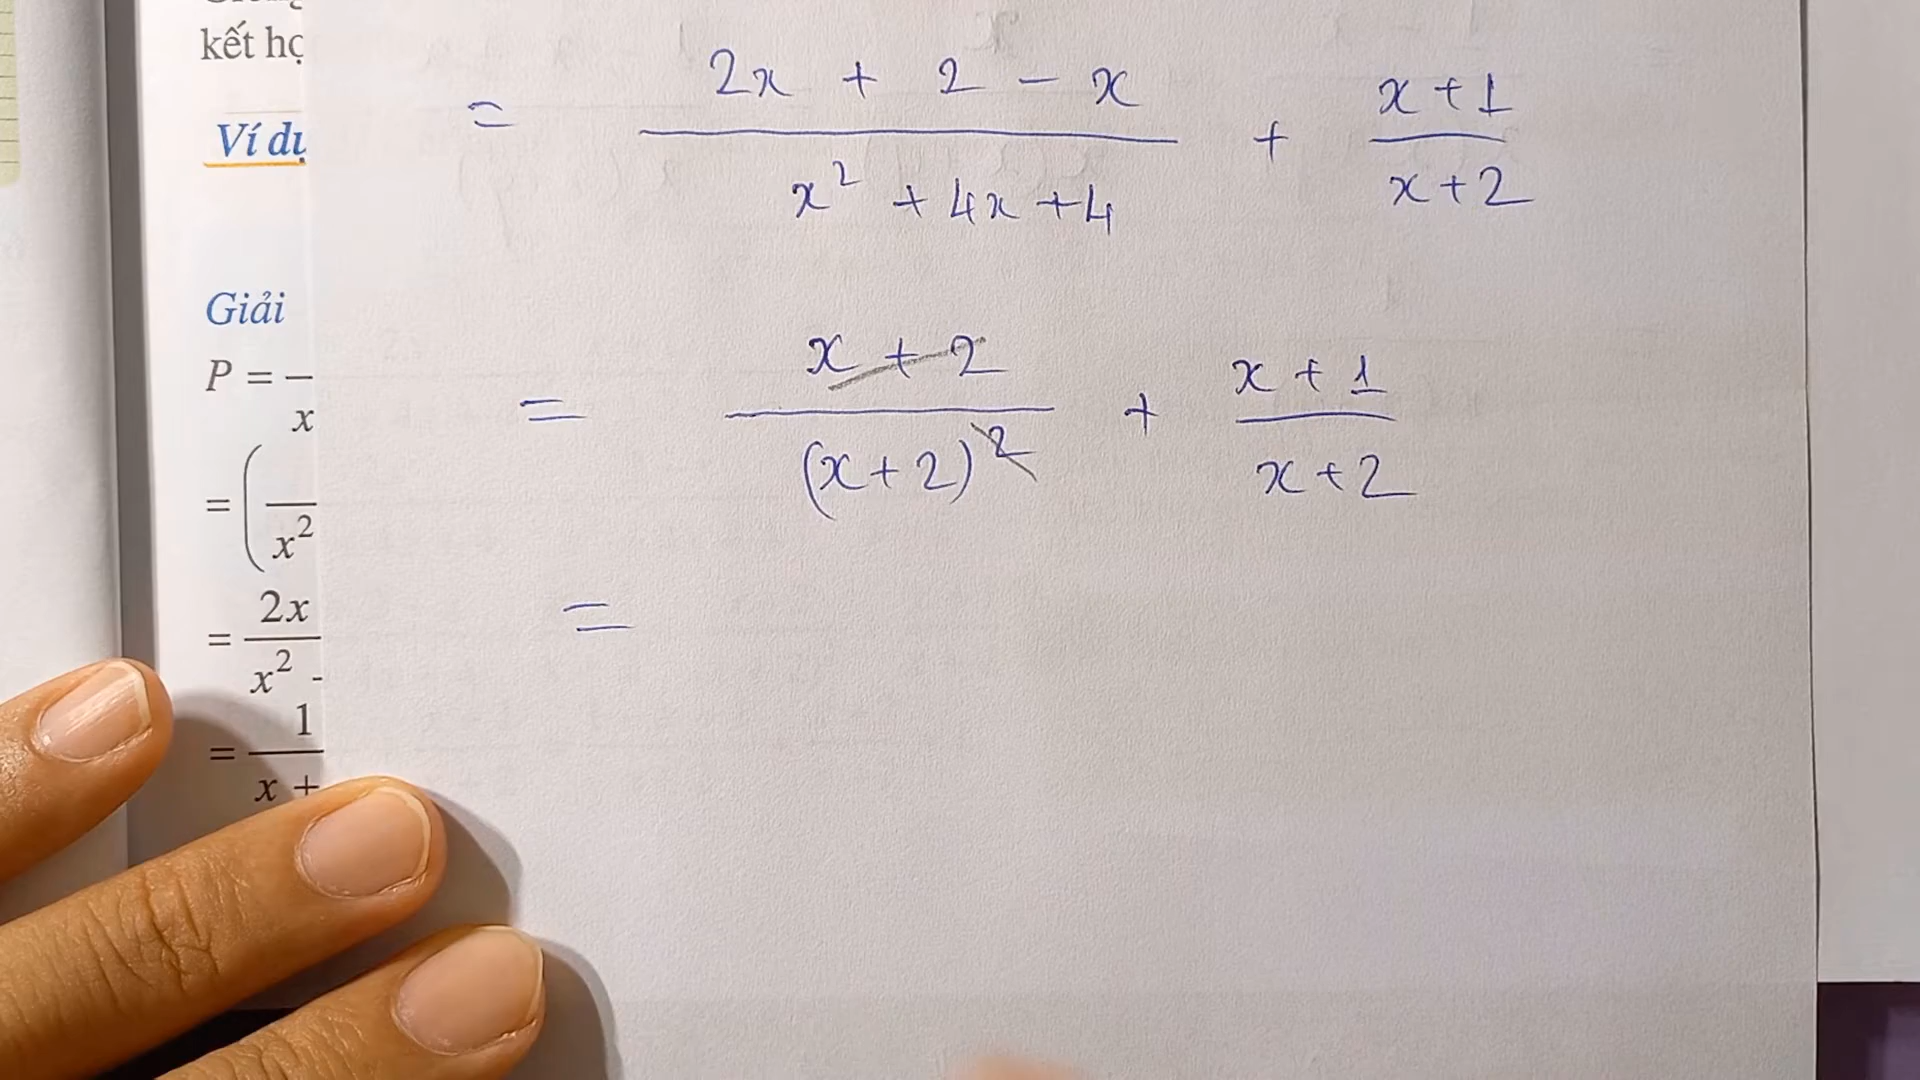 kết họ
Ví dụ
Giải
P =
x
= (
x²
= 2x
x² -
= 1
x +
= (2x + 2 - x)/(x² + 4x + 4) + (x + 1)/(x + 2)
= (x + 2)/(x + 2)² + (x + 1)/(x + 2)
=